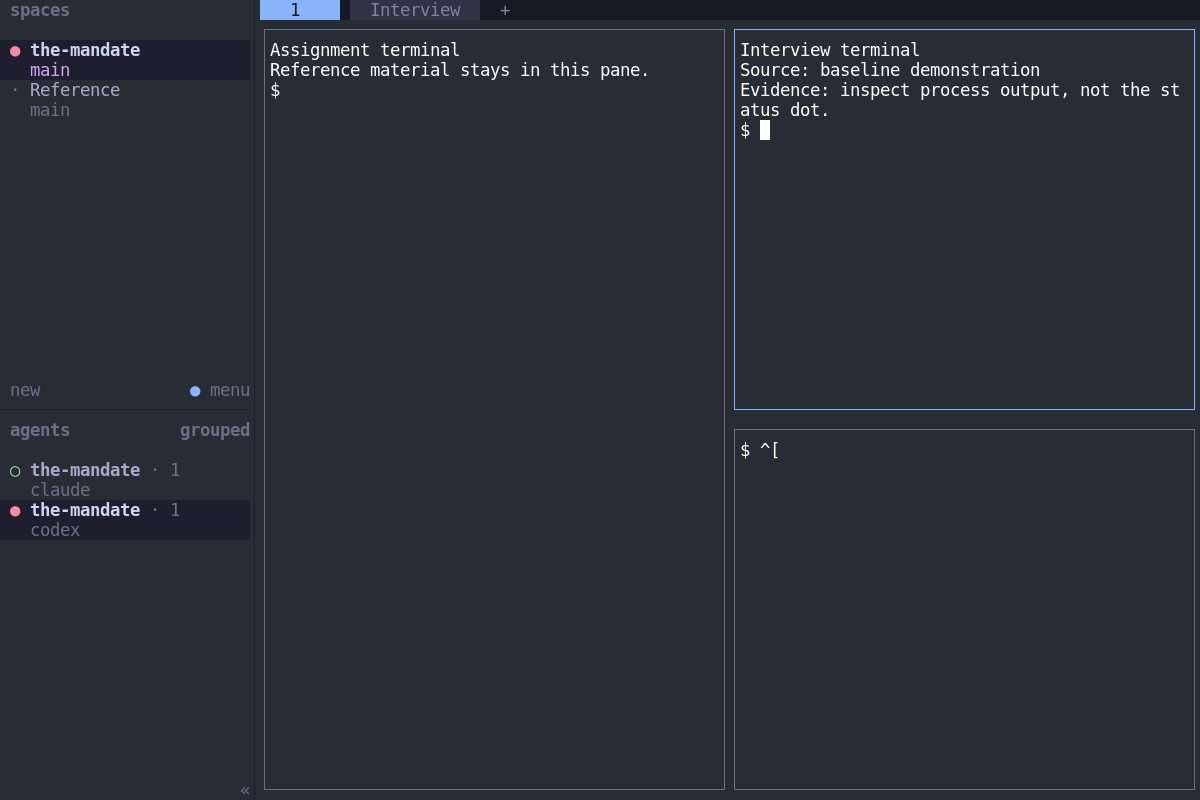 spaces
● the-mandate
main
· Reference
main
new ● menu
agents grouped
○ the-mandate · 1
claude
● the-mandate · 1
codex
«
1 Interview +
Assignment terminal
Reference material stays in this pane.
$
Interview terminal
Source: baseline demonstration
Evidence: inspect process output, not the st
atus dot.
$
$ ^[